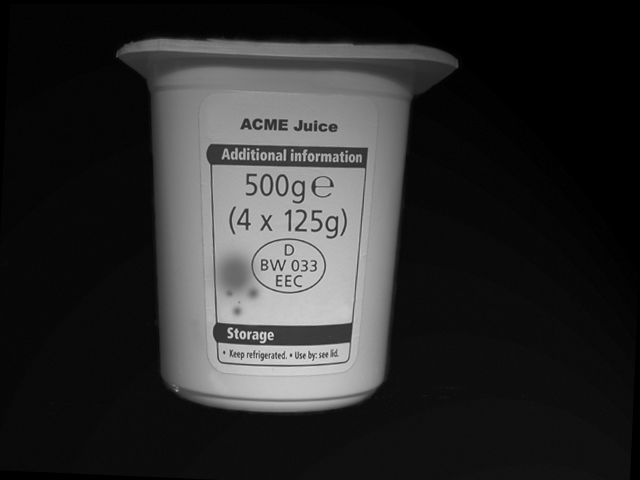 ACME Juice
Additional information
500g ℮
(4 x 125g)
D
BW 033
EEC
Storage
• Keep refrigerated. • Use by: see lid.